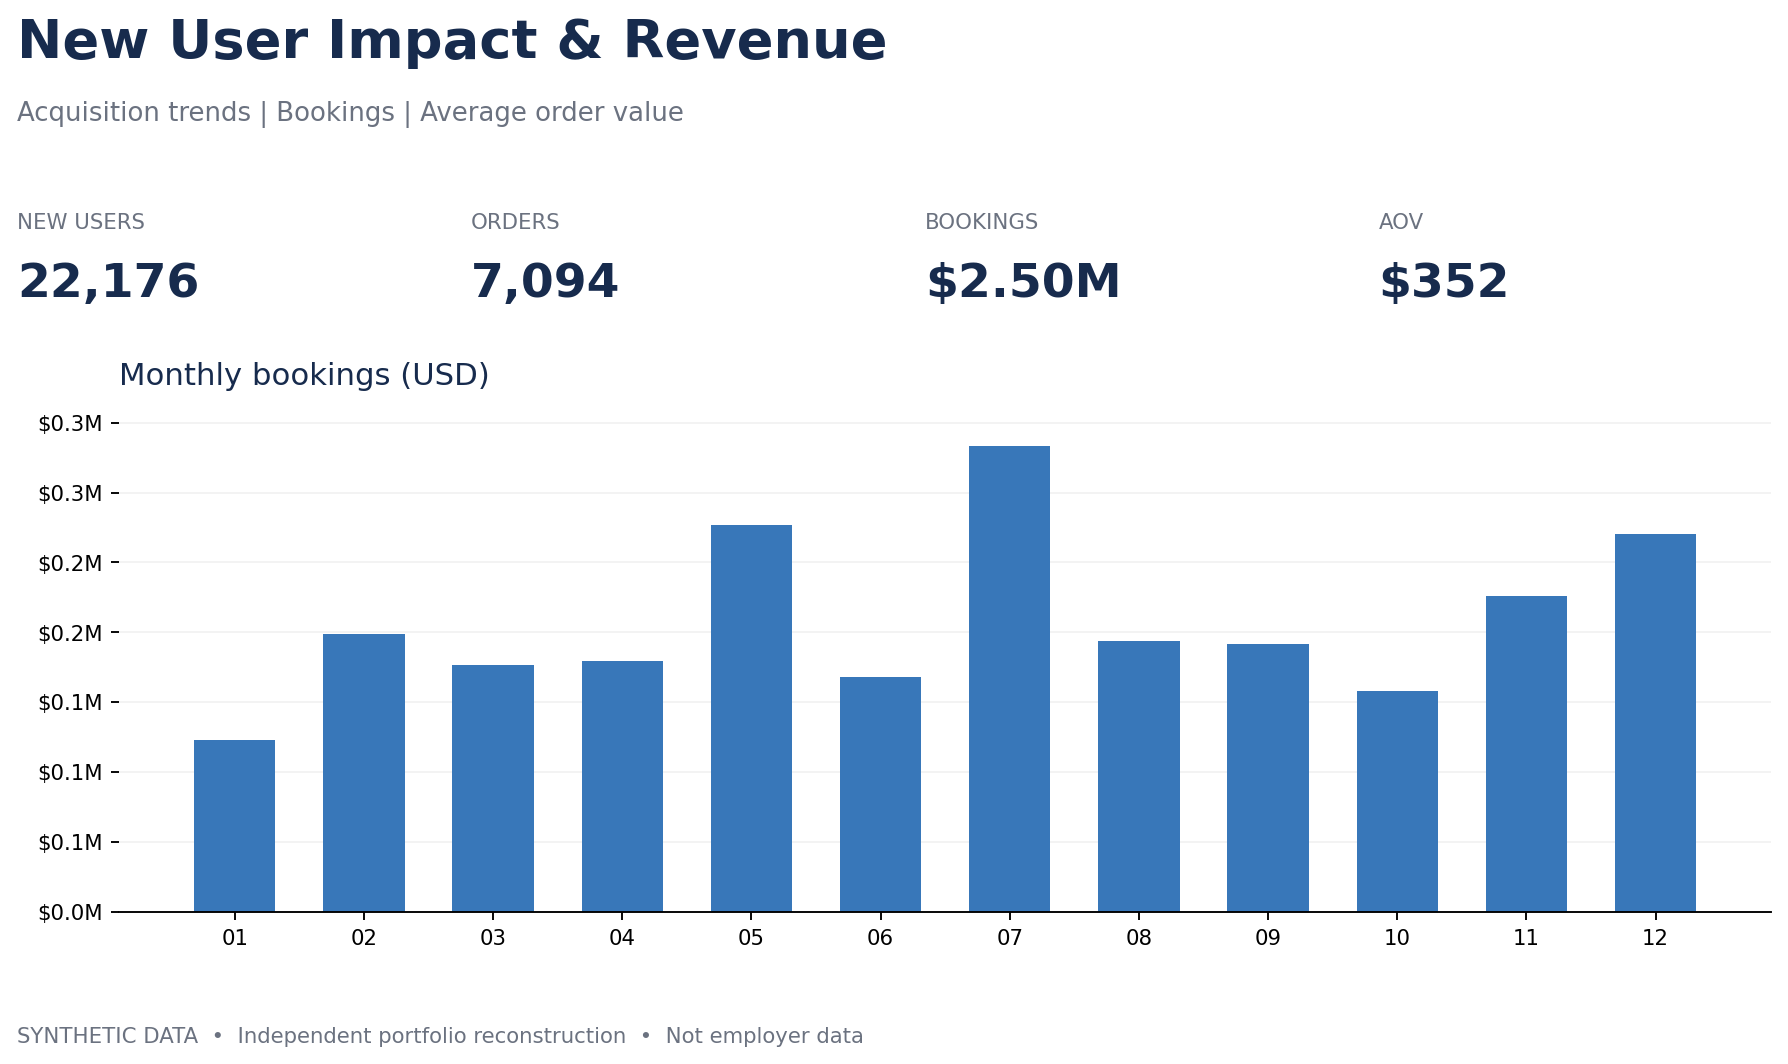 New User Impact & Revenue
Acquisition trends | Bookings | Average order value
NEW USERS ORDERS BOOKINGS AOV
22,176 7,094 $2.50M $352
Monthly bookings (USD)
$0.3M
$0.3M
$0.2M
$0.2M
$0.1M
$0.1M
$0.1M
$0.0M
01 02 03 04 05 06 07 08 09 10 11 12
SYNTHETIC DATA • Independent portfolio reconstruction • Not employer data